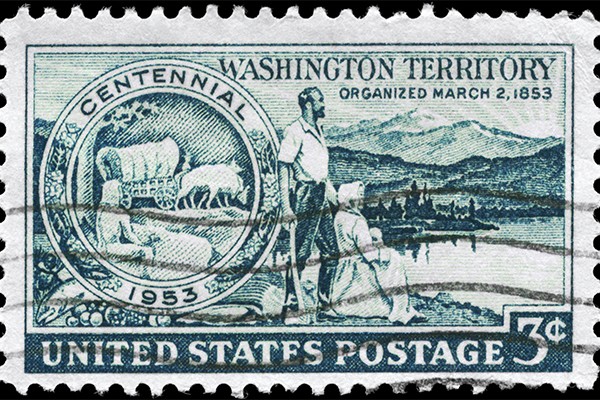 CENTENNIAL
1953
WASHINGTON TERRITORY
ORGANIZED MARCH 2, 1853
3¢
UNITED STATES POSTAGE